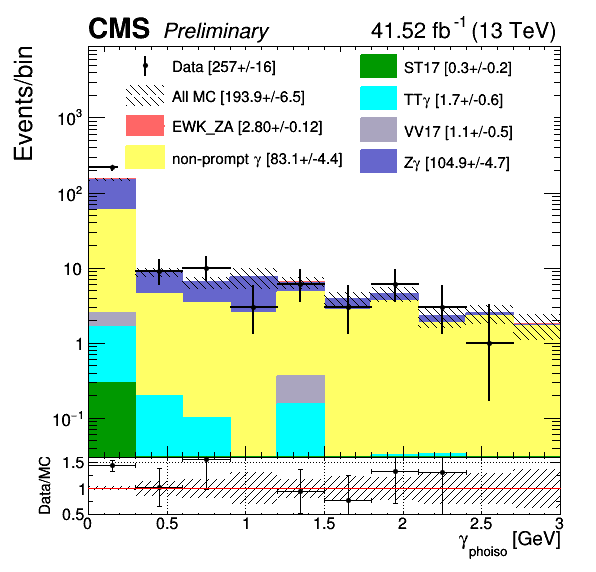 CMS Preliminary 41.52 fb⁻¹ (13 TeV)
Events/bin
Data [257+/-16]
All MC [193.9+/-6.5]
EWK_ZA [2.80+/-0.12]
non-prompt γ [83.1+/-4.4]
ST17 [0.3+/-0.2]
TTγ [1.7+/-0.6]
VV17 [1.1+/-0.5]
Zγ [104.9+/-4.7]
10³
10²
10
1
10⁻¹
Data/MC
1.5
1
0.5
0 0.5 1 1.5 2 2.5 3
γ_phoiso [GeV]